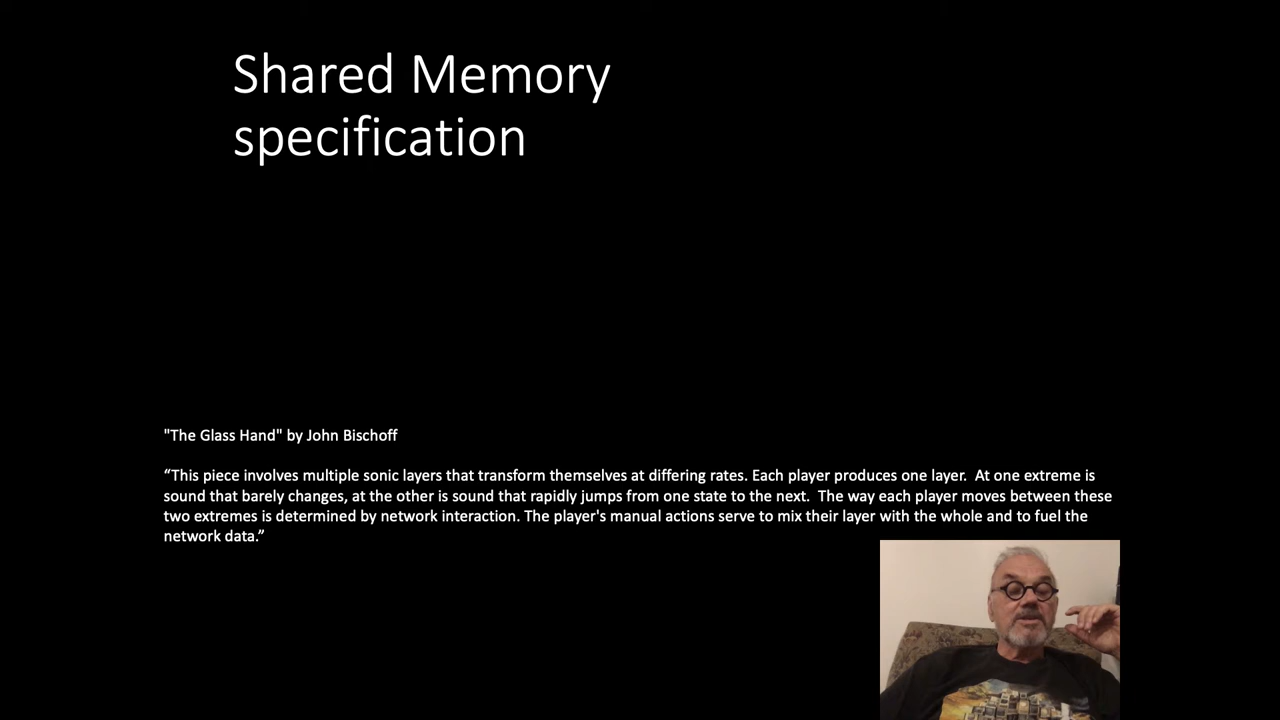 Shared Memory
specification
"The Glass Hand" by John Bischoff
“This piece involves multiple sonic layers that transform themselves at differing rates. Each player produces one layer.  At one extreme is
sound that barely changes, at the other is sound that rapidly jumps from one state to the next.  The way each player moves between these
two extremes is determined by network interaction. The player's manual actions serve to mix their layer with the whole and to fuel the
network data.”